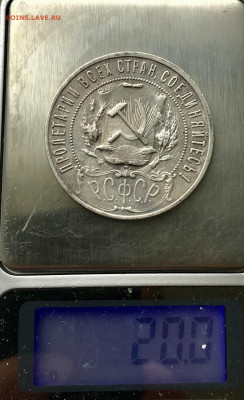 COINS.LAVE.RU
ПРОЛЕТАРИИ ВСЕХ СТРАН, СОЕДИНЯЙТЕСЬ!
Р.С.Ф.С.Р.
20.0